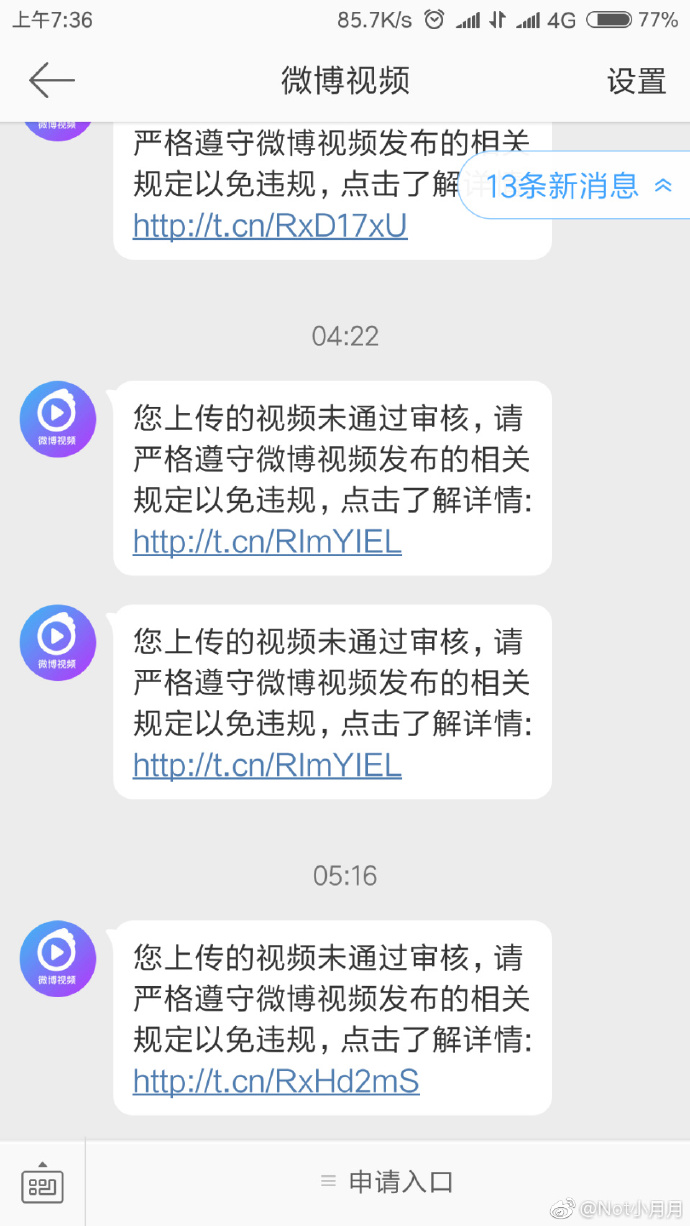 上午7:36
85.7K/s
4G
77%
微博视频
设置
微博视频
严格遵守微博视频发布的相关
规定以免违规，点击了解详
13条新消息
http://t.cn/RxD17xU
04:22
微博视频
您上传的视频未通过审核，请
严格遵守微博视频发布的相关
规定以免违规，点击了解详情:
http://t.cn/RImYIEL
微博视频
您上传的视频未通过审核，请
严格遵守微博视频发布的相关
规定以免违规，点击了解详情:
http://t.cn/RImYIEL
05:16
微博视频
您上传的视频未通过审核，请
严格遵守微博视频发布的相关
规定以免违规，点击了解详情:
http://t.cn/RxHd2mS
申请入口
@Not小月月